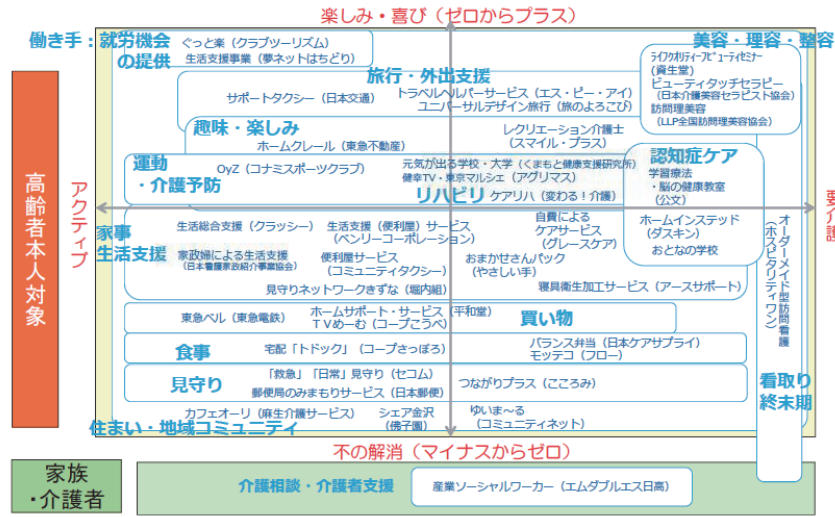 楽しみ・喜び（ゼロからプラス）
働き手：就労機会
の提供
ぐっと楽（クラブツーリズム）
生活支援事業（夢ネットはちどり）
美容・理容・整容
ライフクオリティービューティセミナー
（資生堂）
ビューティタッチセラピー
（日本介護美容セラピスト協会）
訪問理美容
（LLP全国訪問理美容協会）
旅行・外出支援
サポートタクシー（日本交通）
トラベルヘルパーサービス（エス・ピー・アイ）
ユニバーサルデザイン旅行（旅のよろこび）
趣味・楽しみ
ホームクレール（東急不動産）
レクリエーション介護士
（スマイル・プラス）
運動
・介護予防
OyZ（コナミスポーツクラブ）
元気が出る学校・大学（くまもと健康支援研究所）
健幸TV・東京マルシェ（アグリマス）
リハビリ
ケアリハ（変わる！介護）
認知症ケア
学習療法
・脳の健康教室
（公文）
ホームインステッド
（ダスキン）
おとなの学校
高齢者本人対象
アクティブ
要介護
家事
生活支援
生活総合支援（クラッシー）
生活支援（便利屋）サービス
（ベンリーコーポレーション）
自費による
ケアサービス
（グレースケア）
家政婦による生活支援
（日本看護家政紹介事業協会）
便利屋サービス
（コミュニティタクシー）
おまかせさんパック
（やさしい手）
見守りネットワークきずな（堀内組）
寝具衛生加工サービス（アースサポート）
オーダーメイド型訪問看護
（ホスピタリティワン）
東急ベル（東急電鉄）
ホームサポート・サービス（平和堂）
ＴＶめーむ（コープこうべ）
買い物
食事
宅配「トドック」（コープさっぽろ）
バランス弁当（日本ケアサプライ）
モッテコ（フロー）
見守り
「救急」「日常」見守り（セコム）
郵便局のみまもりサービス（日本郵便）
つながりプラス（こころみ）
看取り
終末期
カフェオーリ（麻生介護サービス）
シェア金沢
（佛子園）
ゆいま～る
（コミュニティネット）
住まい・地域コミュニティ
不の解消（マイナスからゼロ）
家族
・介護者
介護相談・介護者支援
産業ソーシャルワーカー（エムダブルエス日高）